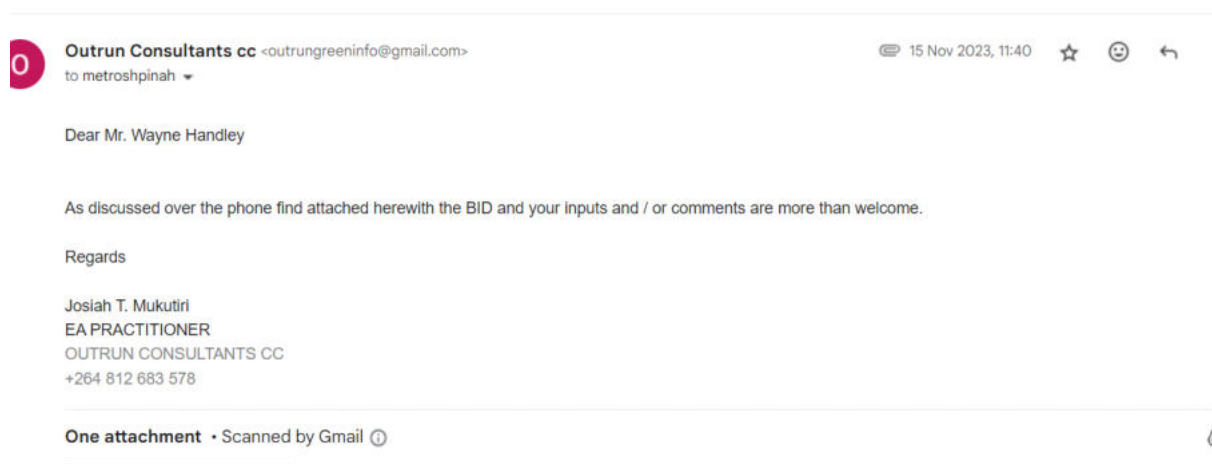 O
Outrun Consultants cc <outrungreeninfo@gmail.com>
15 Nov 2023, 11:40
to metroshpinah
Dear Mr. Wayne Handley
As discussed over the phone find attached herewith the BID and your inputs and / or comments are more than welcome.
Regards
Josiah T. Mukutiri
EA PRACTITIONER
OUTRUN CONSULTANTS CC
+264 812 683 578
One attachment • Scanned by Gmail